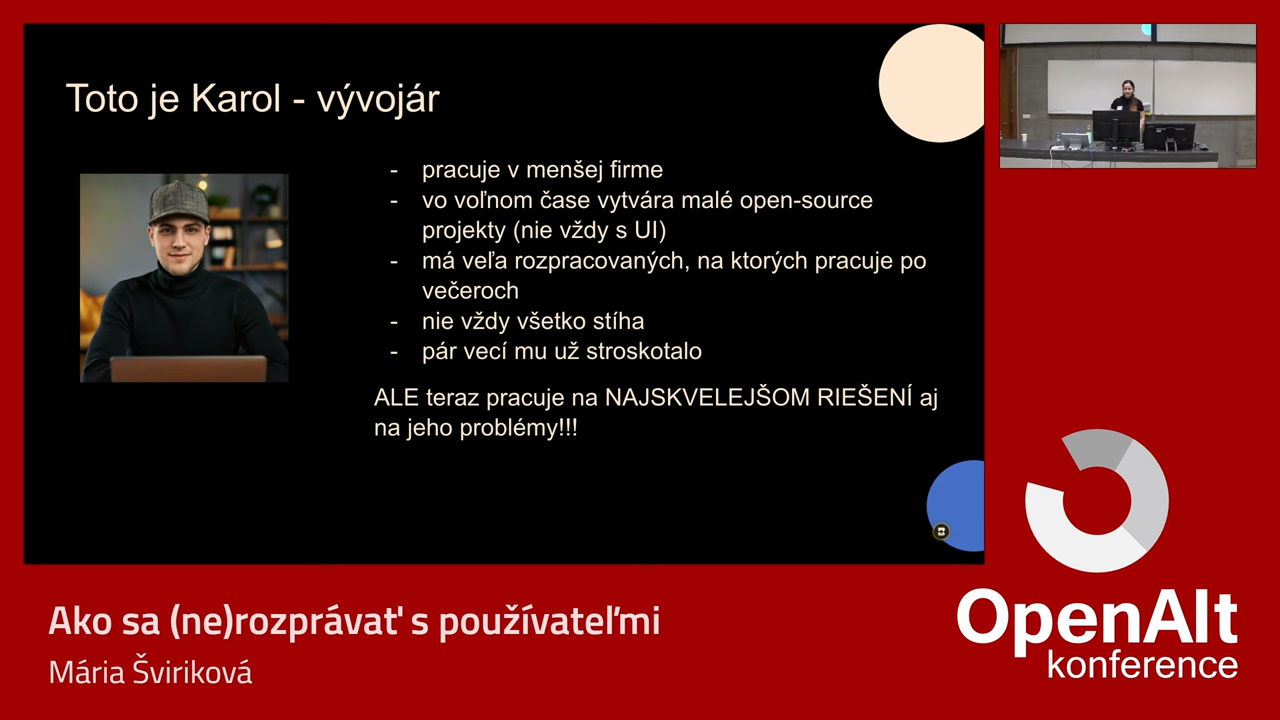 Toto je Karol - vývojár
- pracuje v menšej firme
- vo voľnom čase vytvára malé open-source
projekty (nie vždy s UI)
- má veľa rozpracovaných, na ktorých pracuje po
večeroch
- nie vždy všetko stíha
- pár vecí mu už stroskotalo
ALE teraz pracuje na NAJSKVELEJŠOM RIEŠENÍ aj
na jeho problémy!!!
Ako sa (ne)rozprávať s používateľmi
Mária Šviriková
OpenAlt
konference